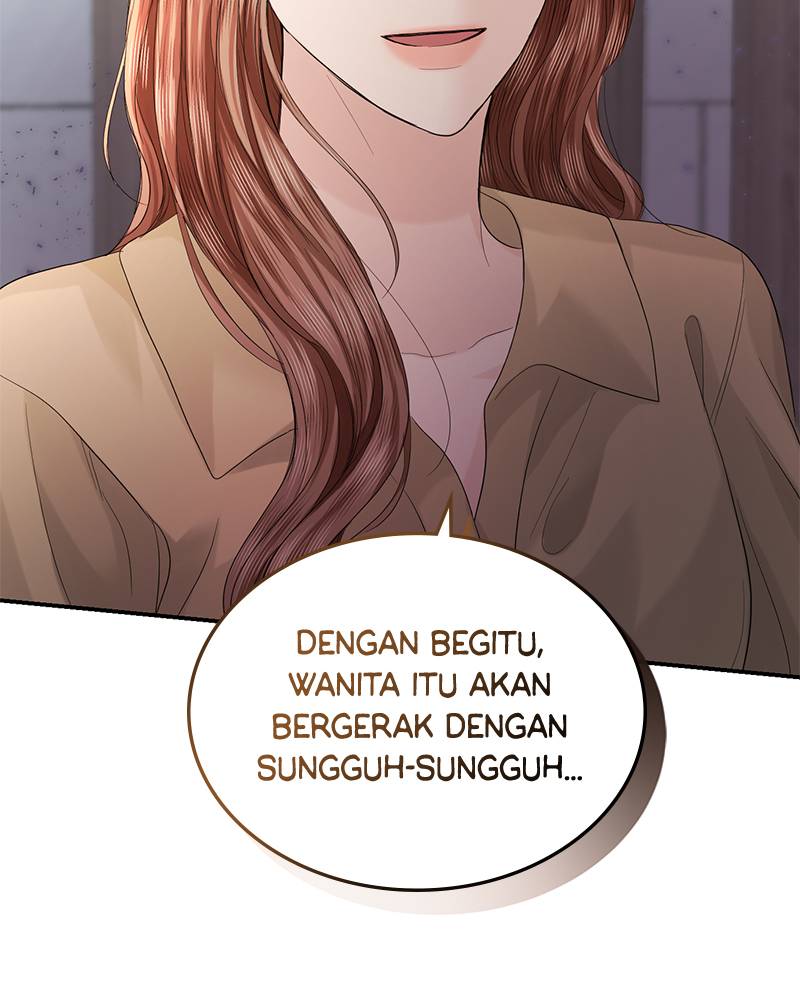 DENGAN BEGITU,
WANITA ITU AKAN
BERGERAK DENGAN
SUNGGUH-SUNGGUH...